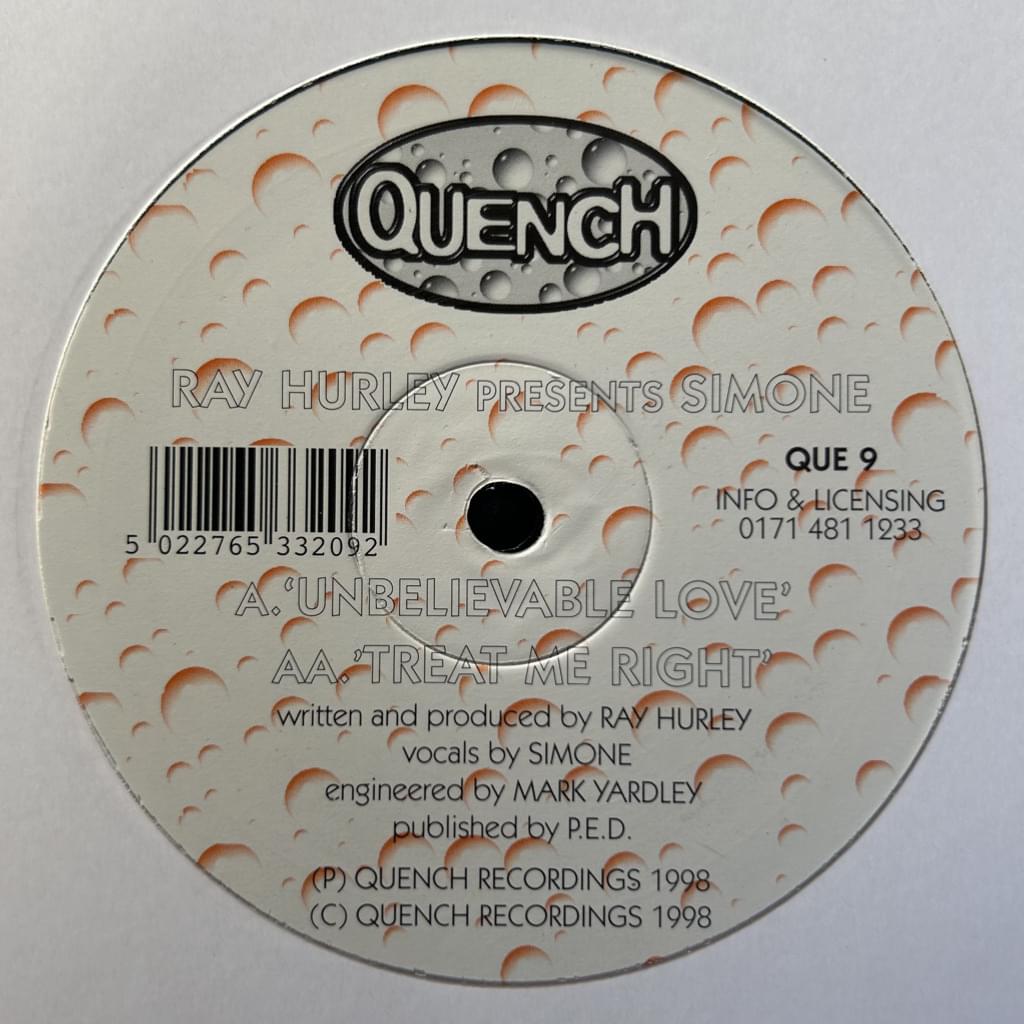 QUENCH
RAY HURLEY PRESENTS SIMONE
QUE 9
INFO & LICENSING
0171 481 1233
5 022765 332092
A.‘UNBELIEVABLE LOVE’
AA.’TREAT ME RIGHT’
written and produced by RAY HURLEY
vocals by SIMONE
engineered by MARK YARDLEY
published by P.E.D.
(P) QUENCH RECORDINGS 1998
(C) QUENCH RECORDINGS 1998